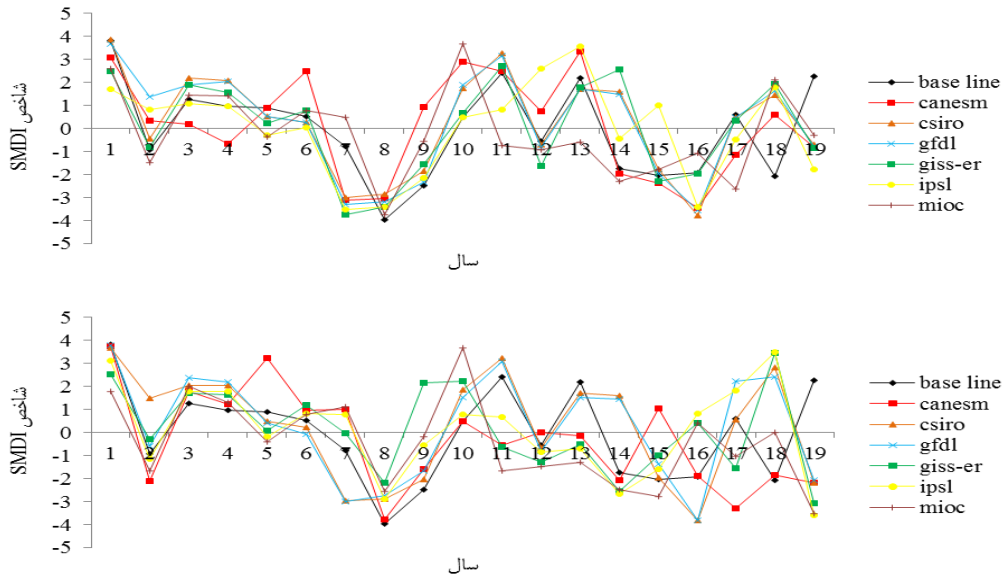 5
4
3
2
1
0
-1
-2
-3
-4
-5
شاخص SMDI
1 2 3 4 5 6 7 8 9 10 11 12 13 14 15 16 17 18 19
سال
base line
canesm
csiro
gfdl
giss-er
ipsl
mioc
5
4
3
2
1
0
-1
-2
-3
-4
-5
شاخص SMDI
1 2 3 4 5 6 7 8 9 10 11 12 13 14 15 16 17 18 19
سال
base line
canesm
csiro
gfdl
giss-er
ipsl
mioc